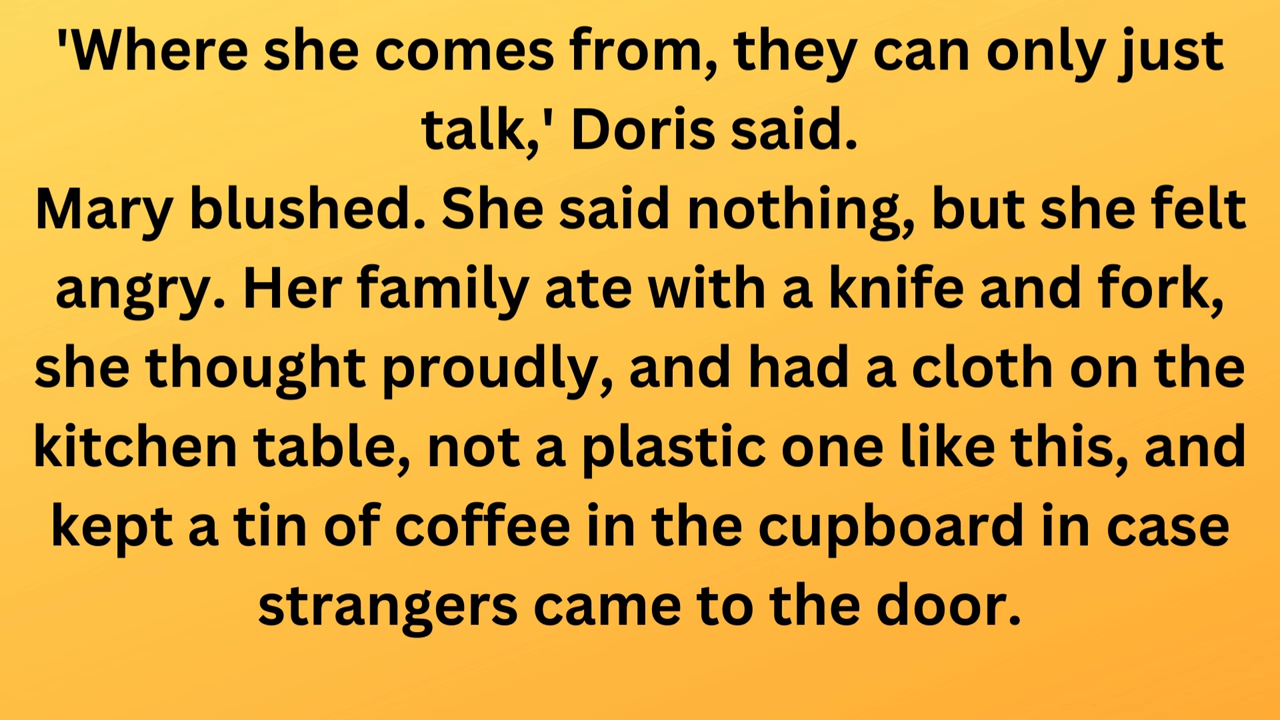 'Where she comes from, they can only just
talk,' Doris said.
Mary blushed. She said nothing, but she felt
angry. Her family ate with a knife and fork,
she thought proudly, and had a cloth on the
kitchen table, not a plastic one like this, and
kept a tin of coffee in the cupboard in case
strangers came to the door.